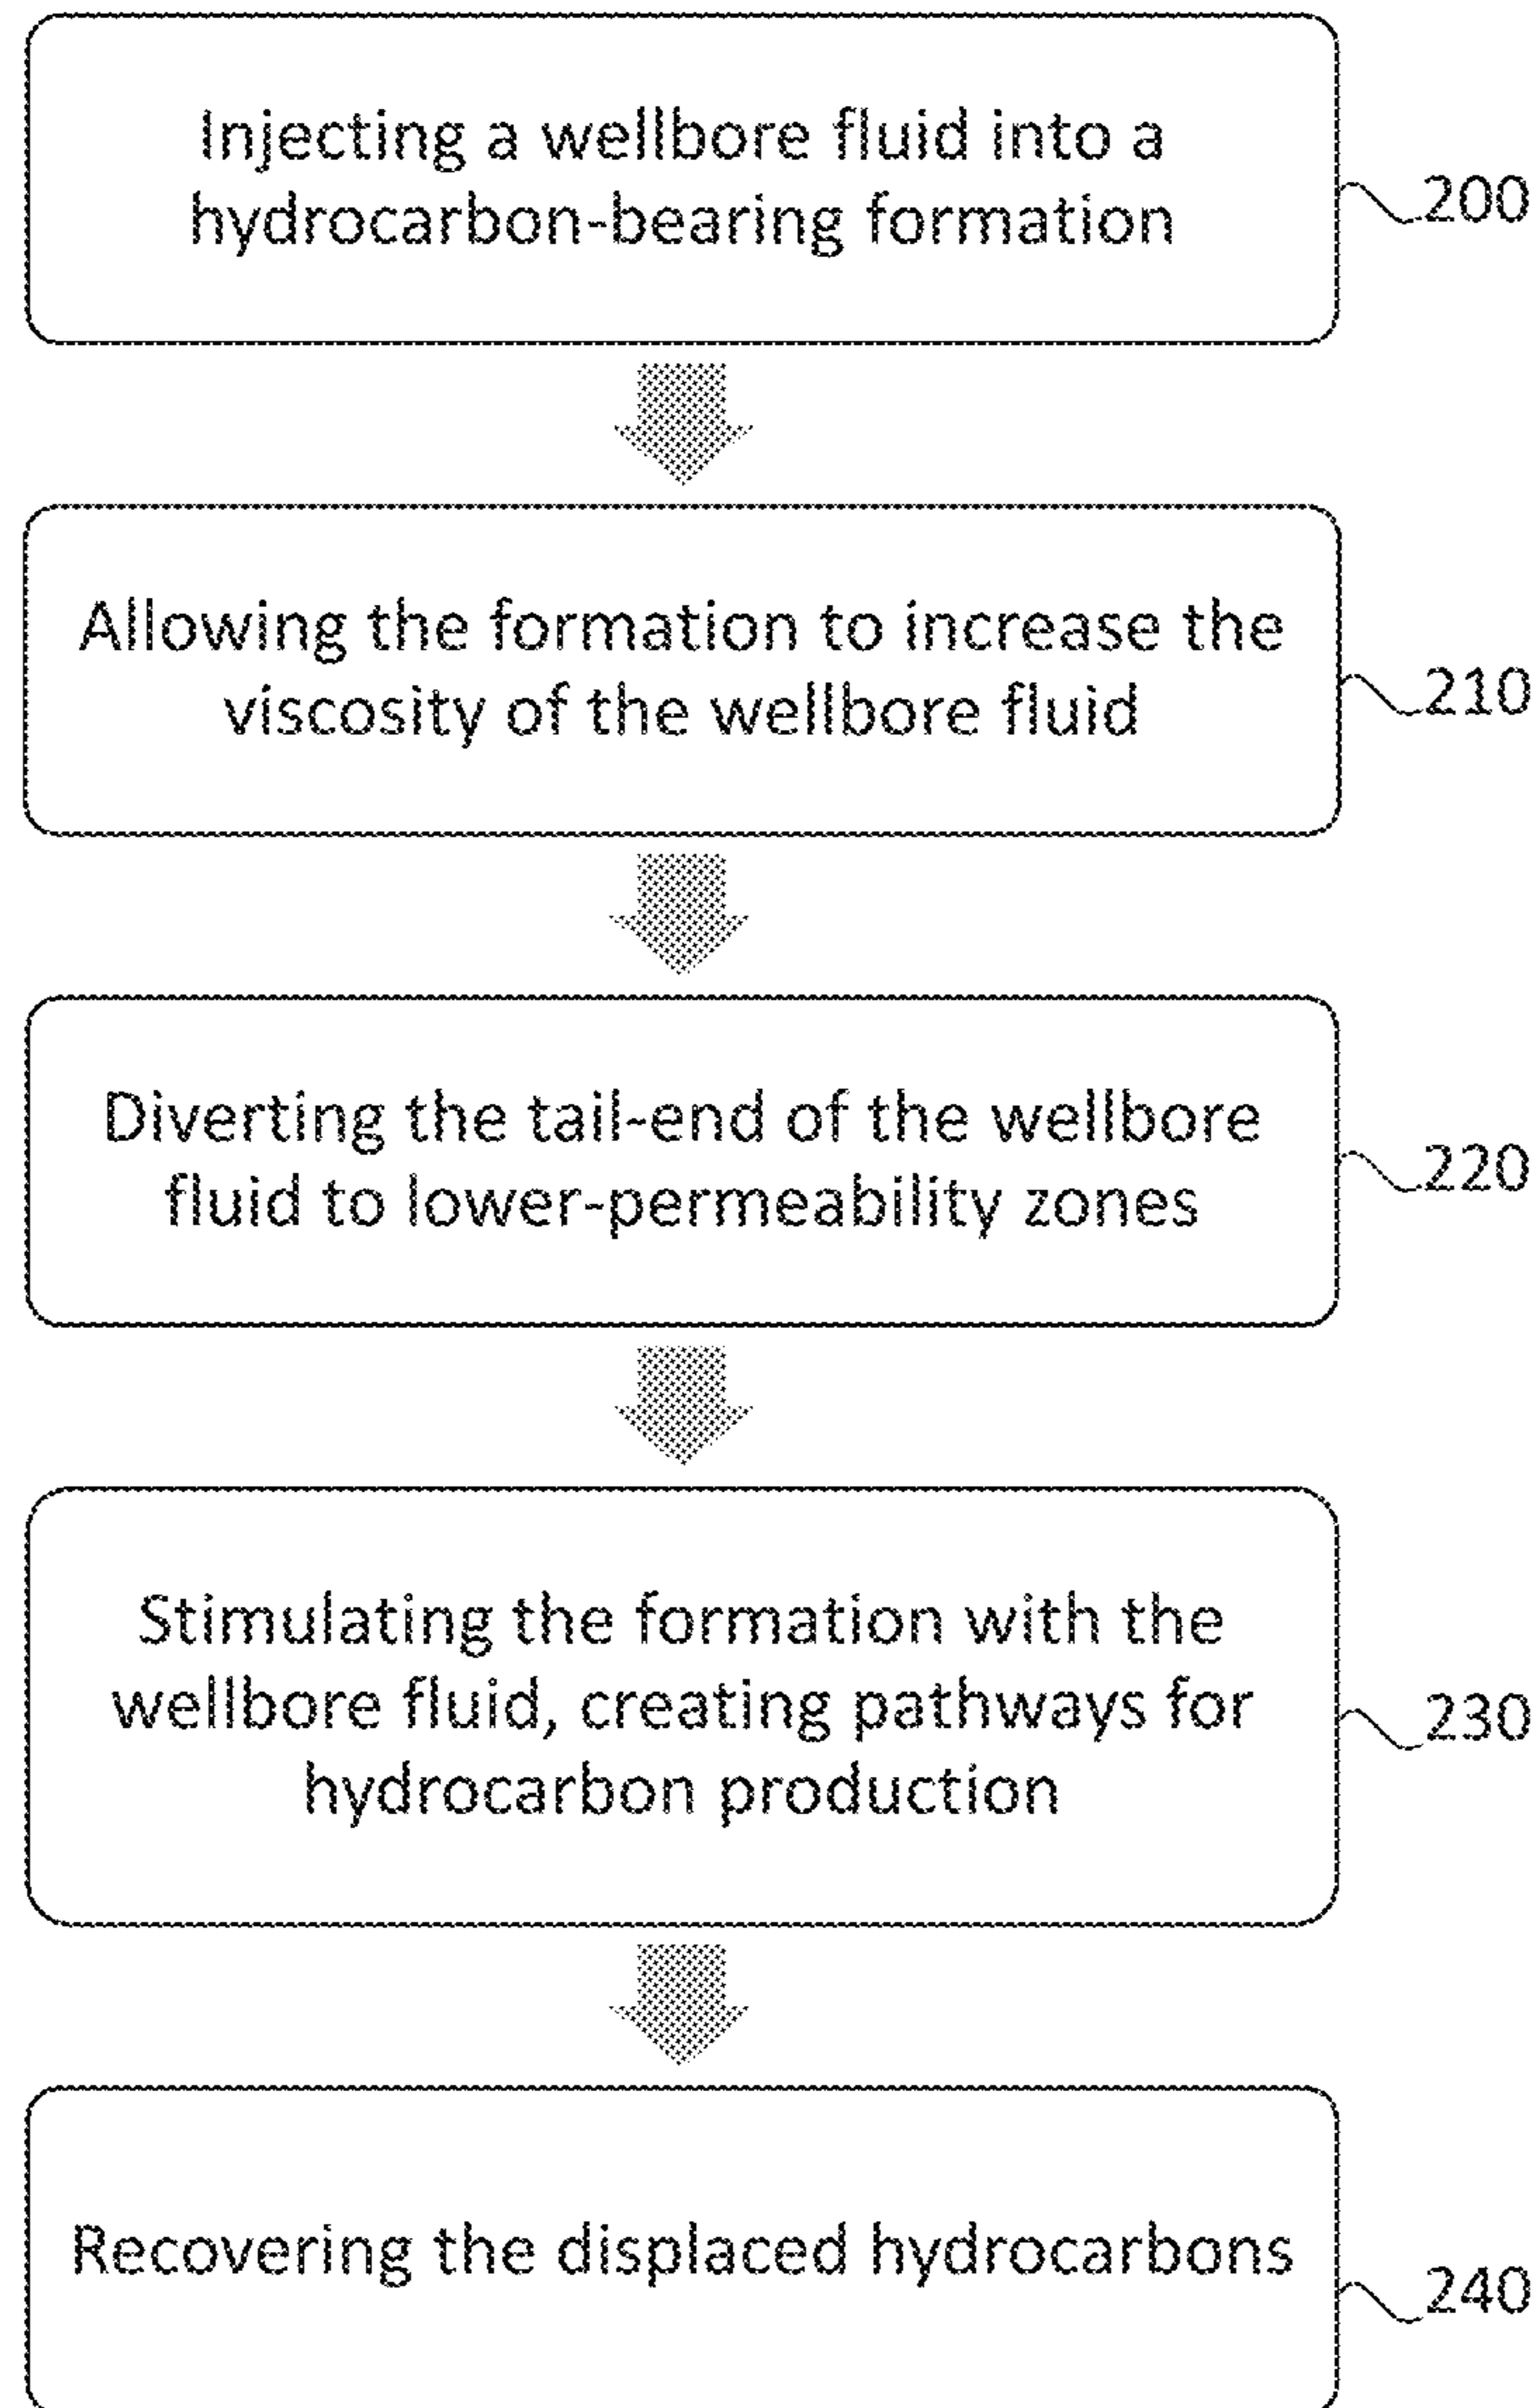 Injecting a wellbore fluid into a
hydrocarbon-bearing formation
200
Allowing the formation to increase the
viscosity of the wellbore fluid
210
Diverting the tail-end of the wellbore
fluid to lower-permeability zones
220
Stimulating the formation with the
wellbore fluid, creating pathways for
hydrocarbon production
230
Recovering the displaced hydrocarbons
240